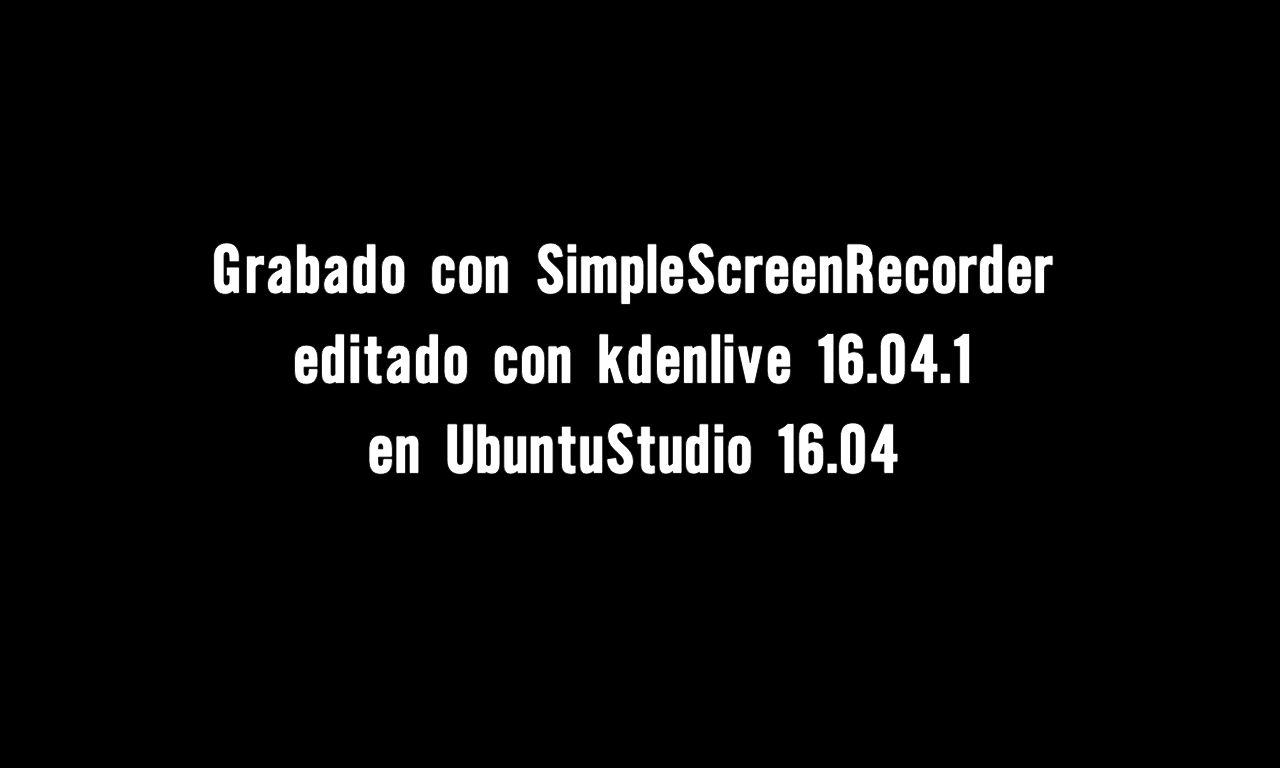 Grabado con SimpleScreenRecorder
editado con kdenlive 16.04.1
en UbuntuStudio 16.04